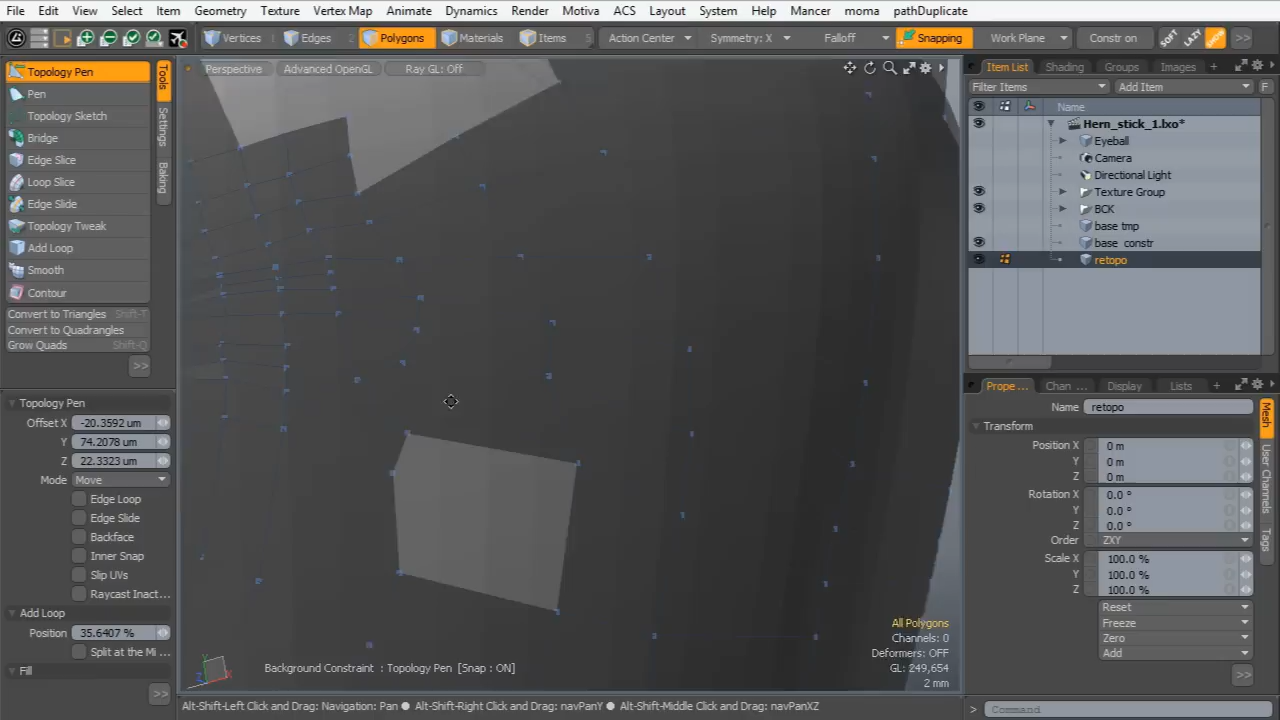 File Edit View Select Item Geometry Texture Vertex Map Animate Dynamics Render Motiva ACS Layout System Help Mancer moma pathDuplicate
Vertices Edges 2 Polygons Materials Items 5 Action Center Symmetry: X Falloff Snapping Work Plane Constr on SOFT LAZY SHOW >>
Topology Pen
Pen
Topology Sketch
Bridge
Edge Slice
Loop Slice
Edge Slide
Topology Tweak
Add Loop
Smooth
Contour
Convert to Triangles Shift-T
Convert to Quadrangles
Grow Quads Shift-Q
>>
Tools
Settings
Baking
Topology Pen
Offset X -20.3592 um
Y 74.2078 um
Z 22.3323 um
Mode Move
Edge Loop
Edge Slide
Backface
Inner Snap
Slip UVs
Raycast Inact...
Add Loop
Position 35.6407 %
Split at the Mi ...
Fill
>>
Perspective Advanced OpenGL Ray GL: Off
All Polygons
Channels: 0
Deformers: OFF
GL: 249,654
2 mm
Background Constraint : Topology Pen [Snap : ON]
Y
Z X
Alt-Shift-Left Click and Drag: Navigation: Pan ● Alt-Shift-Right Click and Drag: navPanY ● Alt-Shift-Middle Click and Drag: navPanXZ
Item List Shading Groups Images +
Filter Items Add Item F
Name
Hern_stick_1.lxo*
Eyeball
Camera
Directional Light
Texture Group
BCK
base tmp
base constr
retopo
Prope ... Chan ... Display Lists +
Name retopo
Transform
Position X 0 m
Y 0 m
Z 0 m
Rotation X 0.0 °
Y 0.0 °
Z 0.0 °
Order ZXY
Scale X 100.0 %
Y 100.0 %
Z 100.0 %
Reset
Freeze
Zero
Add
>>
Mesh
User Channels
Tags
> Command